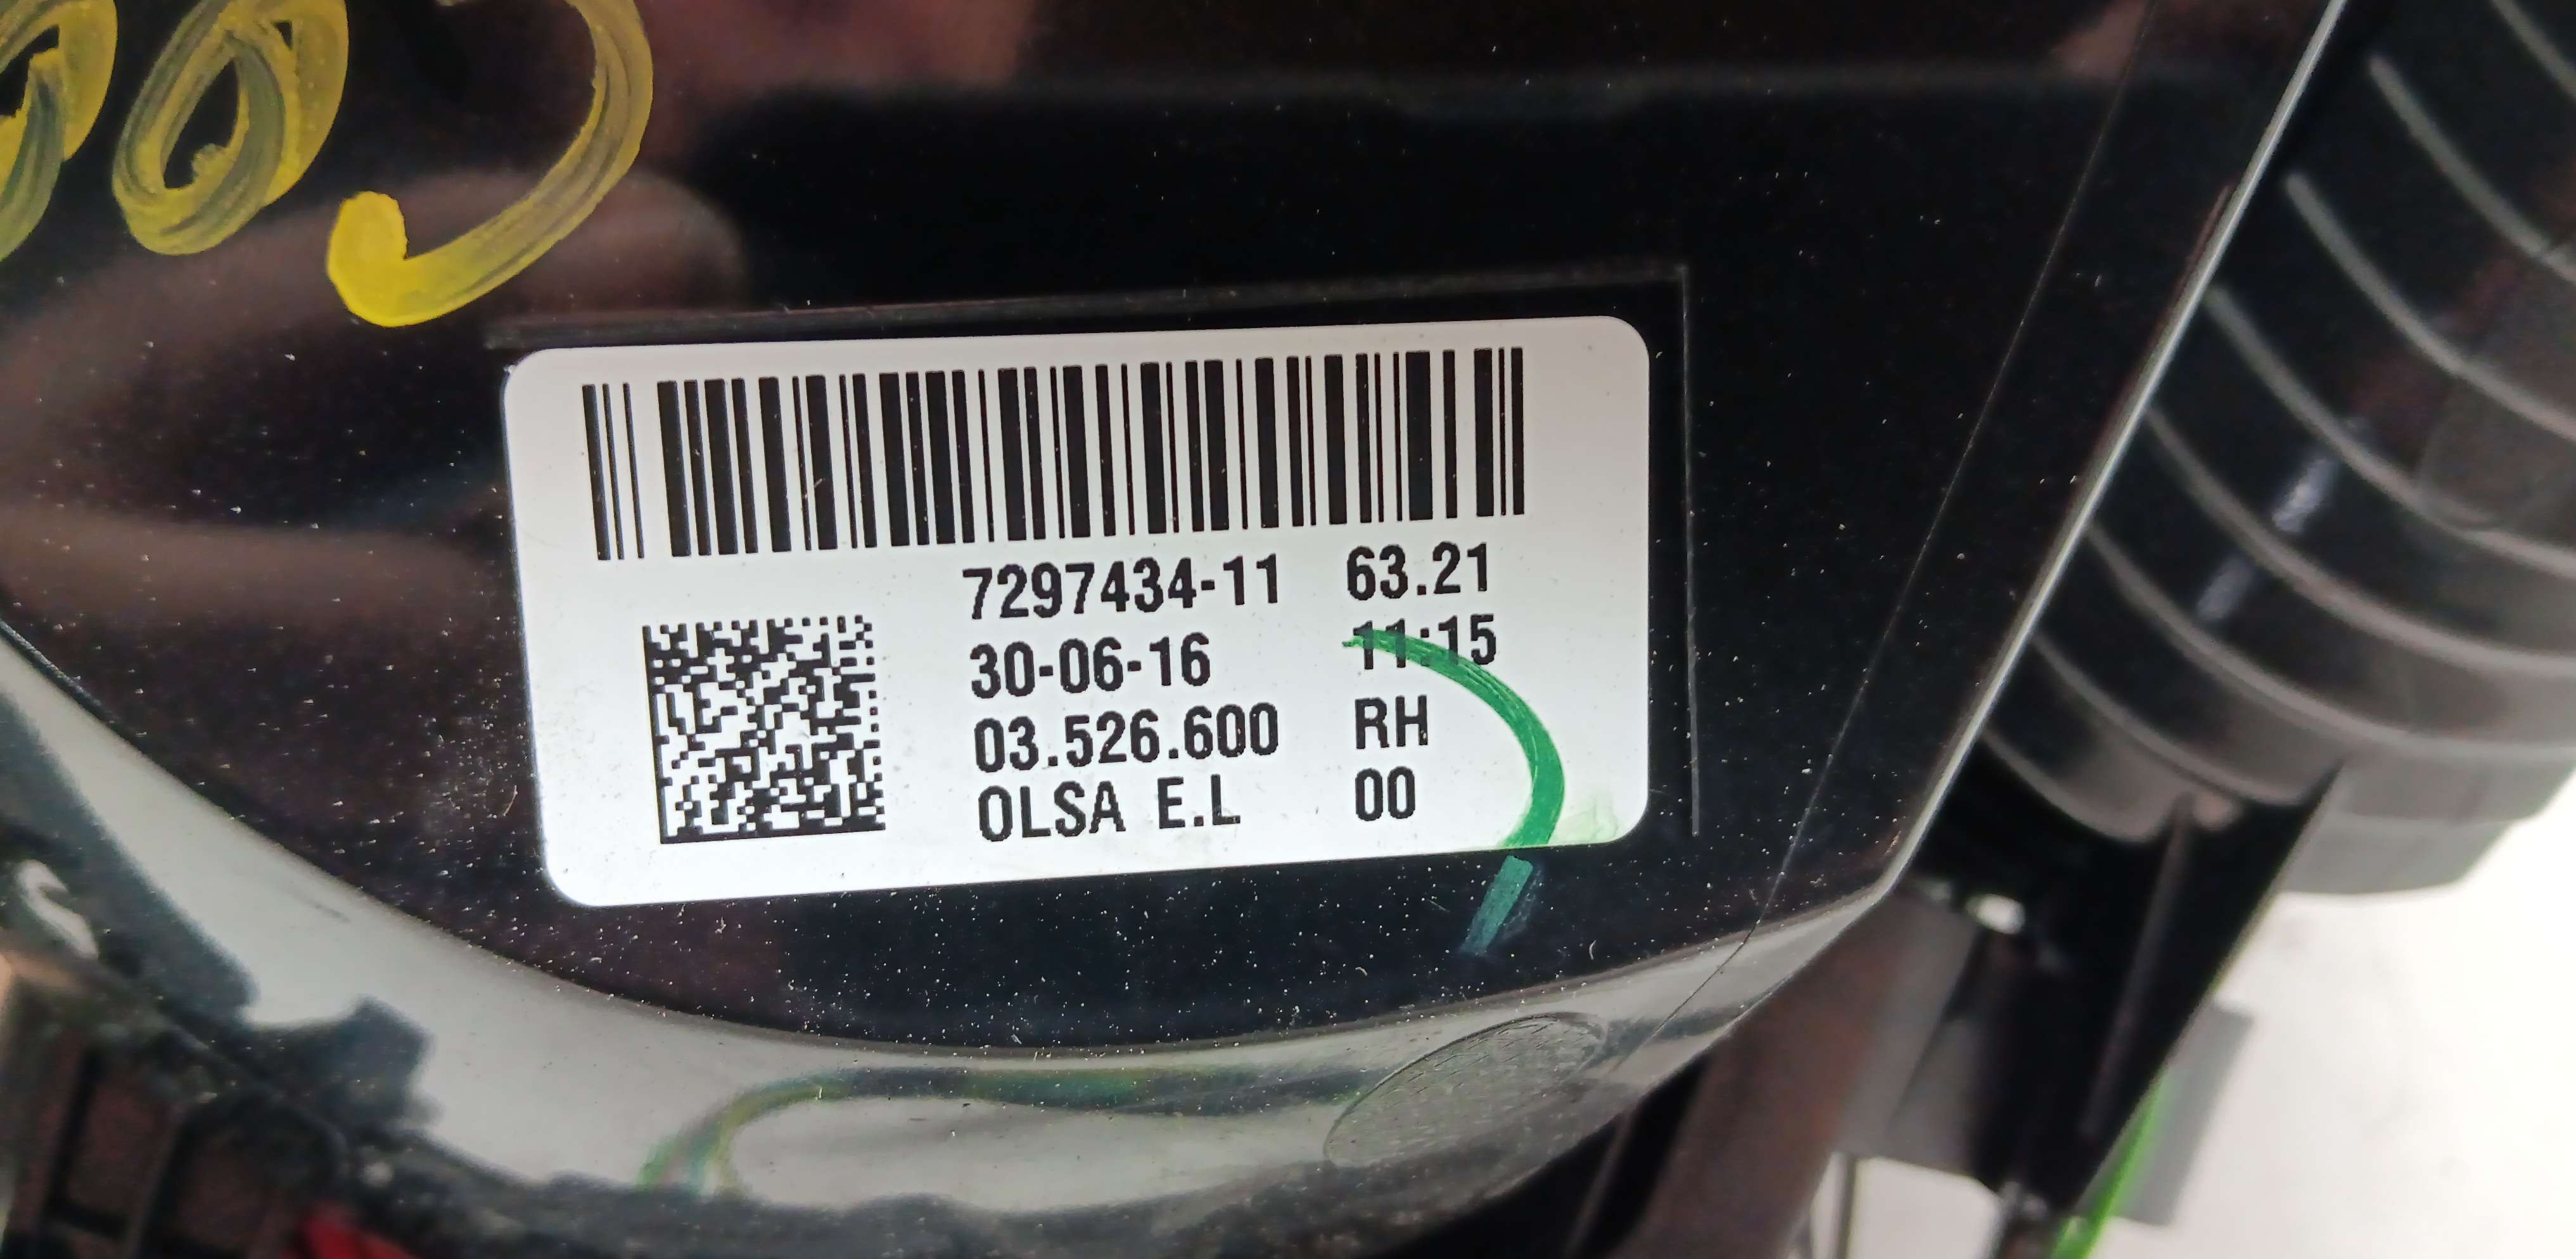 7297434-11 63.21
30-06-16 11:15
03.526.600 RH
OLSA E.L 00